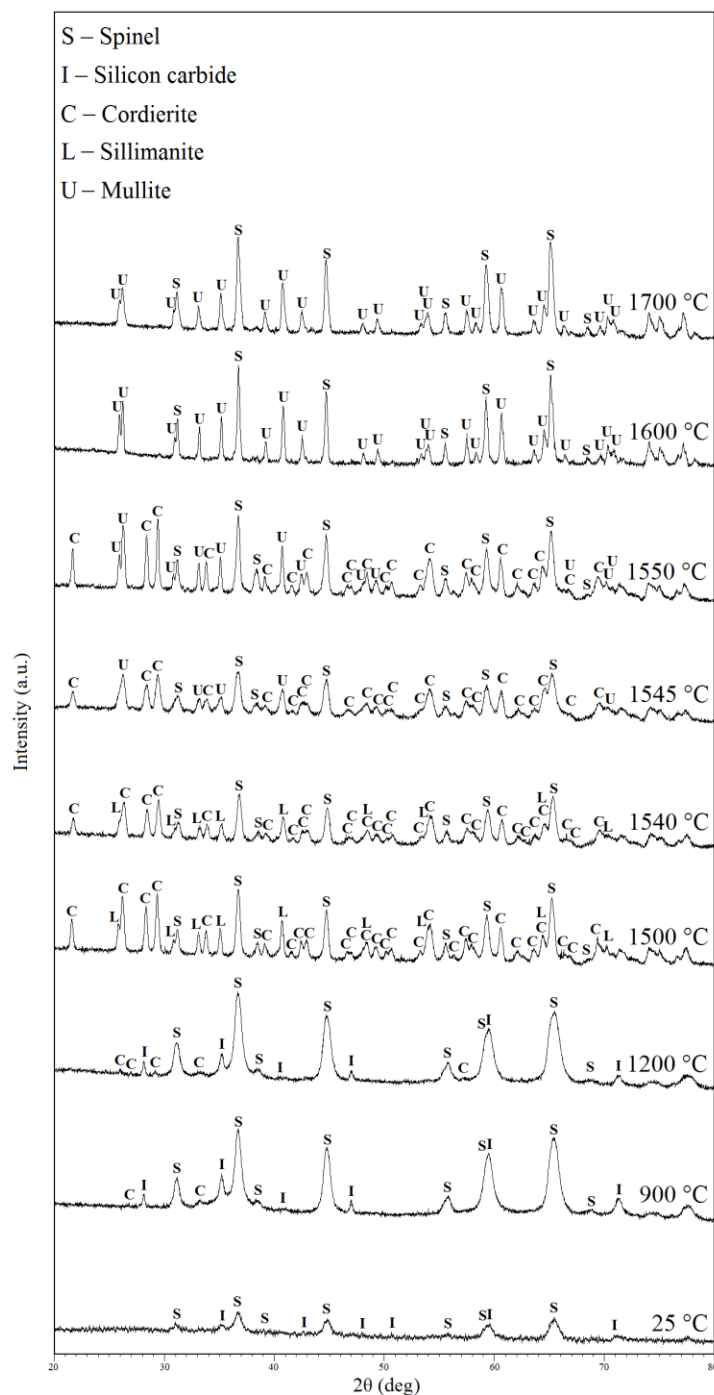 S – Spinel
I – Silicon carbide
C – Cordierite
L – Sillimanite
U – Mullite
U U U S U U S U U U S U U U U U S U U S U U U S U S U U U 1700 °C
U U U S U U S U U U S U U U U U S U U S U U U S U S U U U 1600 °C
C U U C C U S U C U S S C U C U C S C C U C U C C C C S C C S C C C C S U C S C U U 1550 °C
C U C C S U C U S S C U C C C S C C C C C C C C S C C S C C C C S C C U 1545 °C
C L C C C L S L C L S S C L C C C S C C C L C C C C L C S C C S C C C C L C S C C C L 1540 °C
C L C C C L S L C L S S C L C C C S C C C L C C C C L C S C C C S C C C L C S C C S C L 1500 °C
C C I C S C I S S I S I S C S I S S I 1200 °C
C I S C I S S I S I S S I S S I 900 °C
S I S S I S I I S S I S I 25 °C
Intensity (a.u.)
20 30 40 50 60 70 80
2θ (deg)